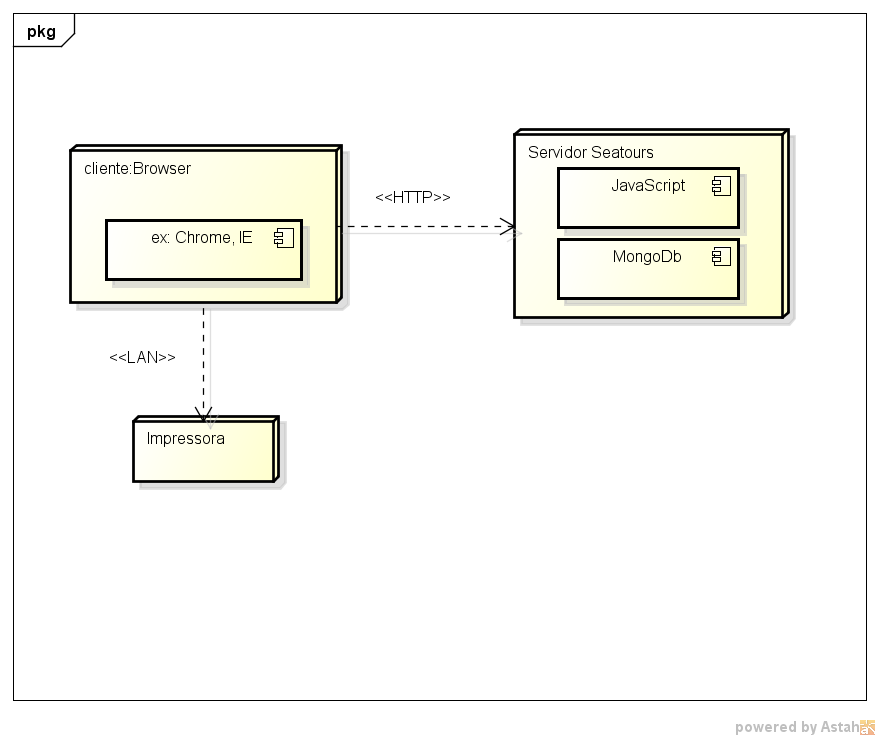 pkg
cliente:Browser
ex: Chrome, IE
<<HTTP>>
Servidor Seatours
JavaScript
MongoDb
<<LAN>>
Impressora
powered by Astah